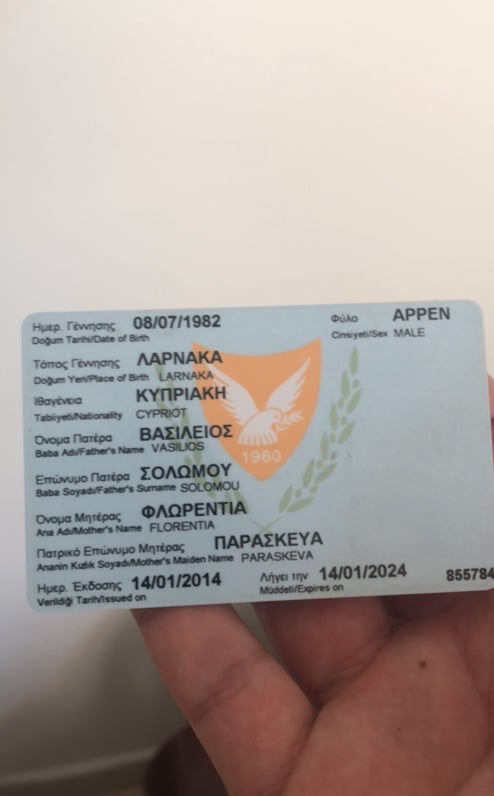 Ημερ. Γέννησης 08/07/1982 Φύλο ΑΡΡΕΝ
Doğum Tarihi/Date of Birth Cinsiyeti/Sex MALE
Τόπος Γέννησης ΛΑΡΝΑΚΑ
Doğum Yeri/Place of Birth LARNAKA
Ιθαγένεια ΚΥΠΡΙΑΚΗ
Tabiiyeti/Nationality CYPRIOT
Όνομα Πατέρα ΒΑΣΙΛΕΙΟΣ
Baba Adı/Father's Name VASILIOS
1960
Επώνυμο Πατέρα ΣΟΛΩΜΟΥ
Baba Soyadı/Father's Surname SOLOMOU
Όνομα Μητέρας ΦΛΩΡΕΝΤΙΑ
Ana Adı/Mother's Name FLORENTIA
Πατρικό Επώνυμο Μητέρας ΠΑΡΑΣΚΕΥΑ
Ananin Kızlık Soyadı/Mother's Maiden Name PARASKEVA
Ημερ. Έκδοσης 14/01/2014 Λήγει την 14/01/2024 855784
Verildiği Tarih/Issued on Müddeti/Expires on